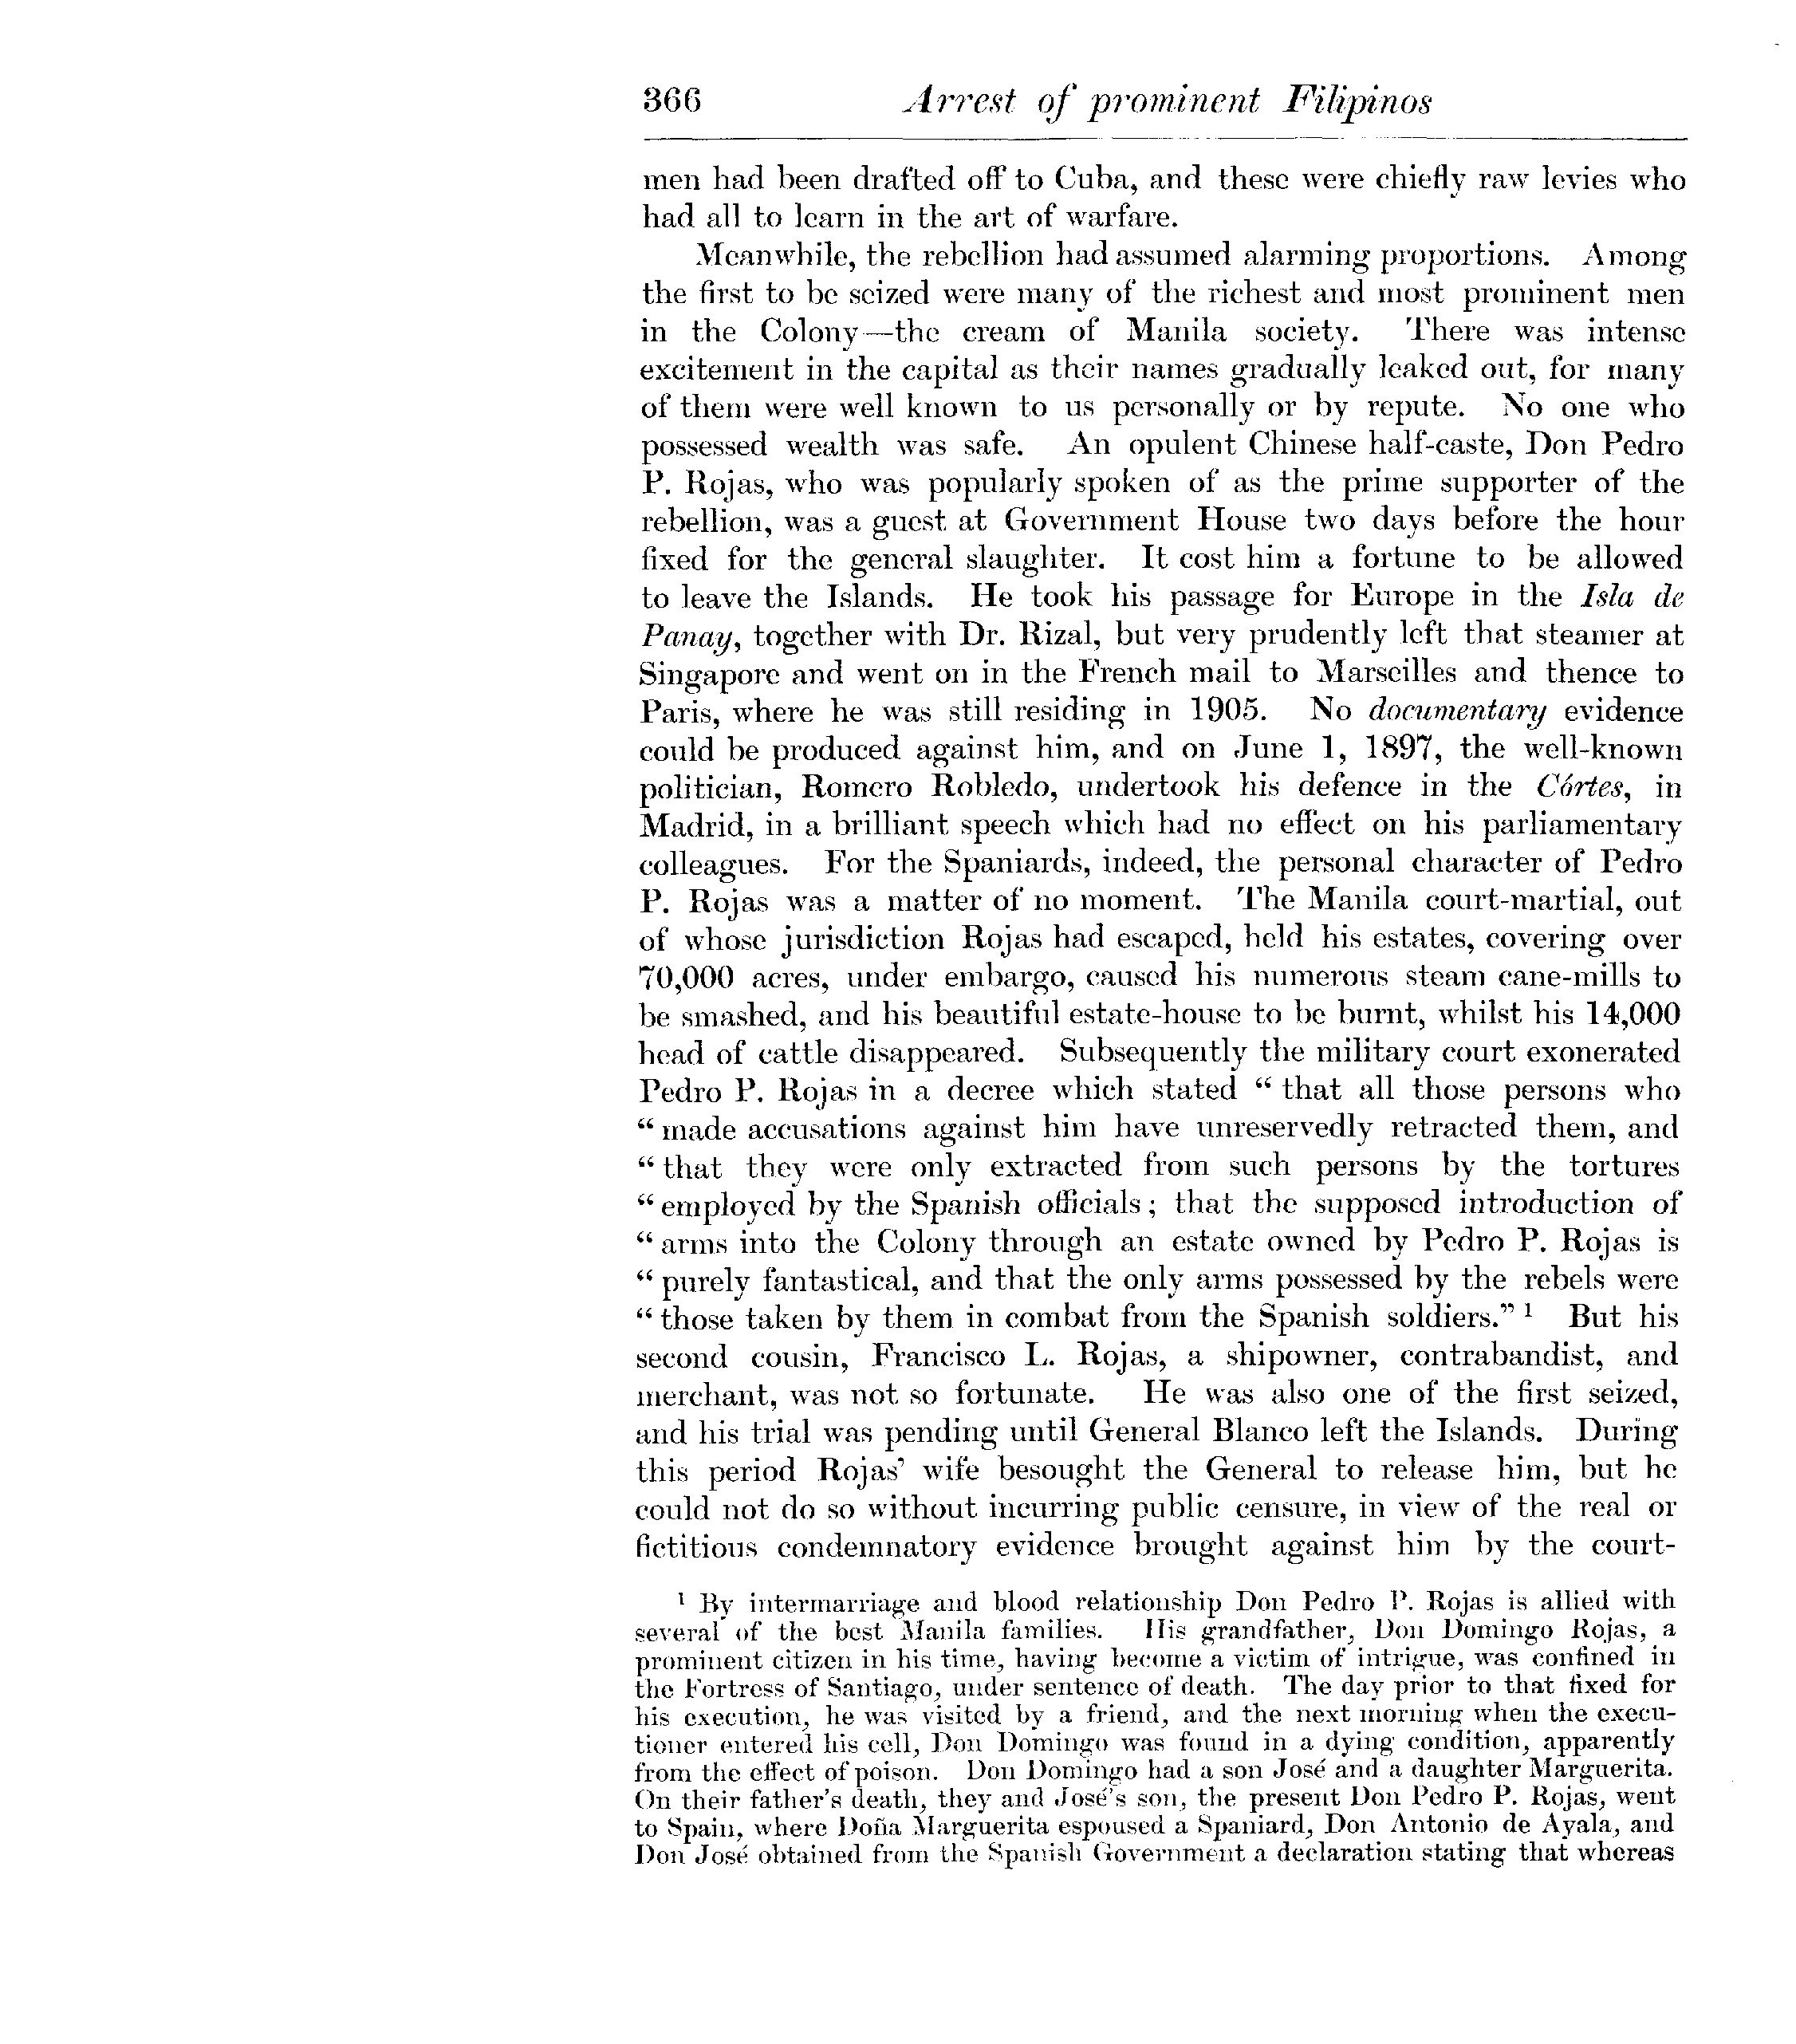 366 Arrest of prominent Filipinos
men had been drafted off to Cuba, and these were chiefly raw levies who
had all to learn in the art of warfare.
Meanwhile, the rebellion had assumed alarming proportions. Among
the first to be seized were many of the richest and most prominent men
in the Colony—the cream of Manila society. There was intense
excitement in the capital as their names gradually leaked out, for many
of them were well known to us personally or by repute. No one who
possessed wealth was safe. An opulent Chinese half-caste, Don Pedro
P. Rojas, who was popularly spoken of as the prime supporter of the
rebellion, was a guest at Government House two days before the hour
fixed for the general slaughter. It cost him a fortune to be allowed
to leave the Islands. He took his passage for Europe in the Isla de
Panay, together with Dr. Rizal, but very prudently left that steamer at
Singapore and went on in the French mail to Marseilles and thence to
Paris, where he was still residing in 1905. No documentary evidence
could be produced against him, and on June 1, 1897, the well-known
politician, Romero Robledo, undertook his defence in the Córtes, in
Madrid, in a brilliant speech which had no effect on his parliamentary
colleagues. For the Spaniards, indeed, the personal character of Pedro
P. Rojas was a matter of no moment. The Manila court-martial, out
of whose jurisdiction Rojas had escaped, held his estates, covering over
70,000 acres, under embargo, caused his numerous steam cane-mills to
be smashed, and his beautiful estate-house to be burnt, whilst his 14,000
head of cattle disappeared. Subsequently the military court exonerated
Pedro P. Rojas in a decree which stated “ that all those persons who
“ made accusations against him have unreservedly retracted them, and
“ that they were only extracted from such persons by the tortures
“ employed by the Spanish officials ; that the supposed introduction of
“ arms into the Colony through an estate owned by Pedro P. Rojas is
“ purely fantastical, and that the only arms possessed by the rebels were
“ those taken by them in combat from the Spanish soldiers.” 1 But his
second cousin, Francisco L. Rojas, a shipowner, contrabandist, and
merchant, was not so fortunate. He was also one of the first seized,
and his trial was pending until General Blanco left the Islands. During
this period Rojas’ wife besought the General to release him, but he
could not do so without incurring public censure, in view of the real or
fictitious condemnatory evidence brought against him by the court-
1 By intermarriage and blood relationship Don Pedro P. Rojas is allied with
several of the best Manila families. His grandfather, Don Domingo Rojas, a
prominent citizen in his time, having become a victim of intrigue, was confined in
the Fortress of Santiago, under sentence of death. The day prior to that fixed for
his execution, he was visited by a friend, and the next morning when the execu-
tioner entered his cell, Don Domingo was found in a dying condition, apparently
from the effect of poison. Don Domingo had a son José and a daughter Marguerita.
On their father’s death, they and José’s son, the present Don Pedro P. Rojas, went
to Spain, where Doña Marguerita espoused a Spaniard, Don Antonio de Ayala, and
Don José obtained from the Spanish Government a declaration stating that whereas